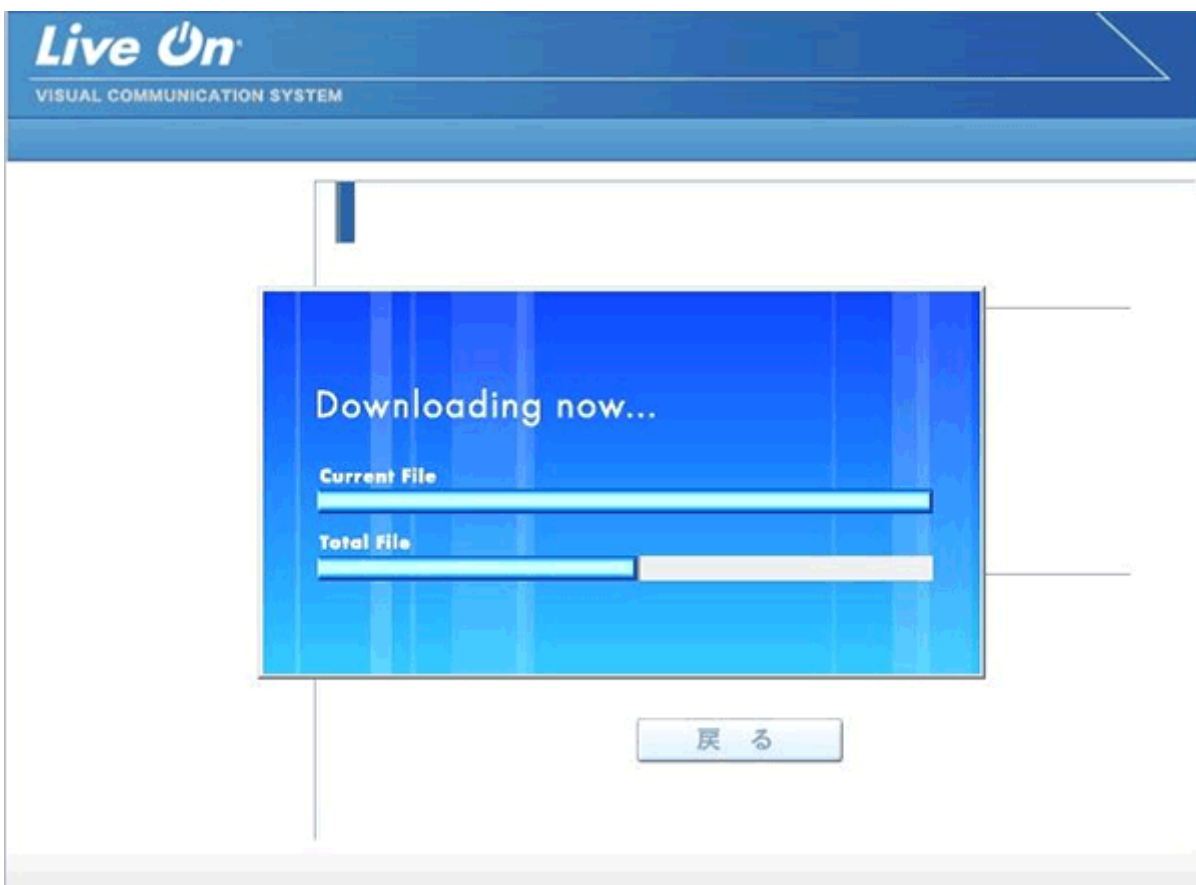 Live On
VISUAL COMMUNICATION SYSTEM
Downloading now...
Current File
Total File
戻 る